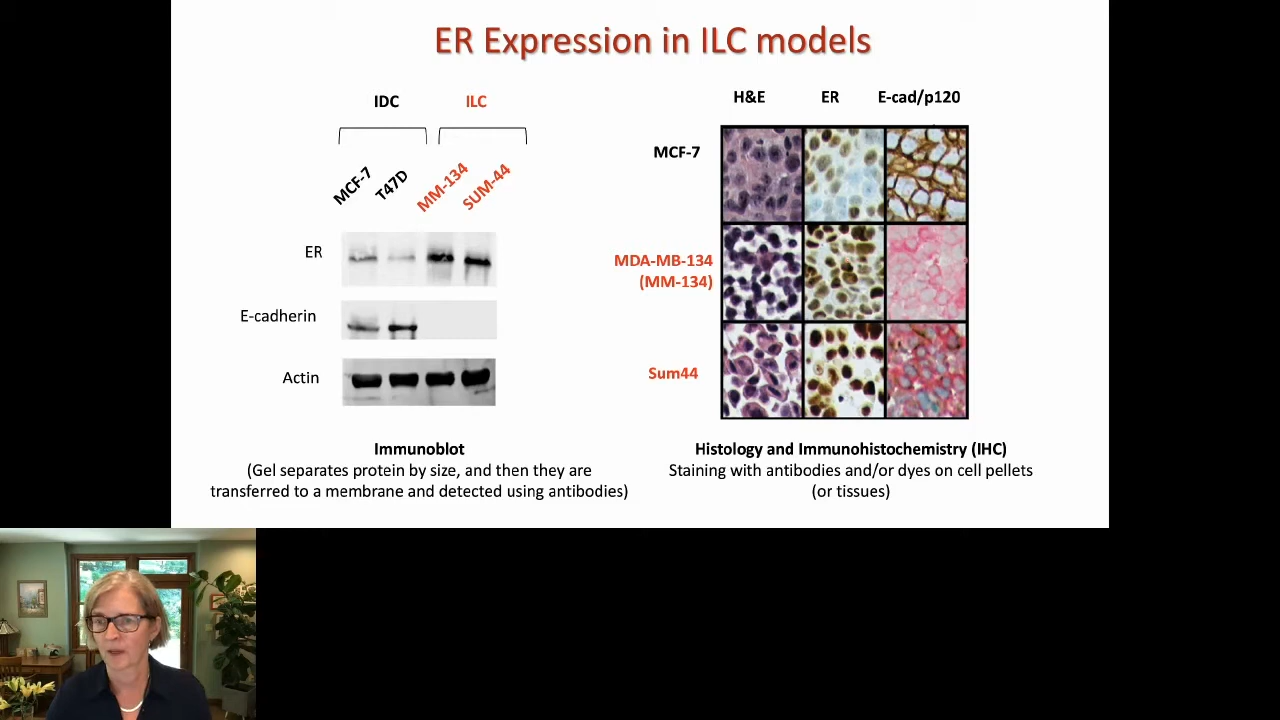 ER Expression in ILC models
IDC
ILC
MCF-7
T47D
MM-134
SUM-44
ER
E-cadherin
Actin
Immunoblot
(Gel separates protein by size, and then they are
transferred to a membrane and detected using antibodies)
H&E
ER
E-cad/p120
MCF-7
MDA-MB-134
(MM-134)
Sum44
Histology and Immunohistochemistry (IHC)
Staining with antibodies and/or dyes on cell pellets
(or tissues)